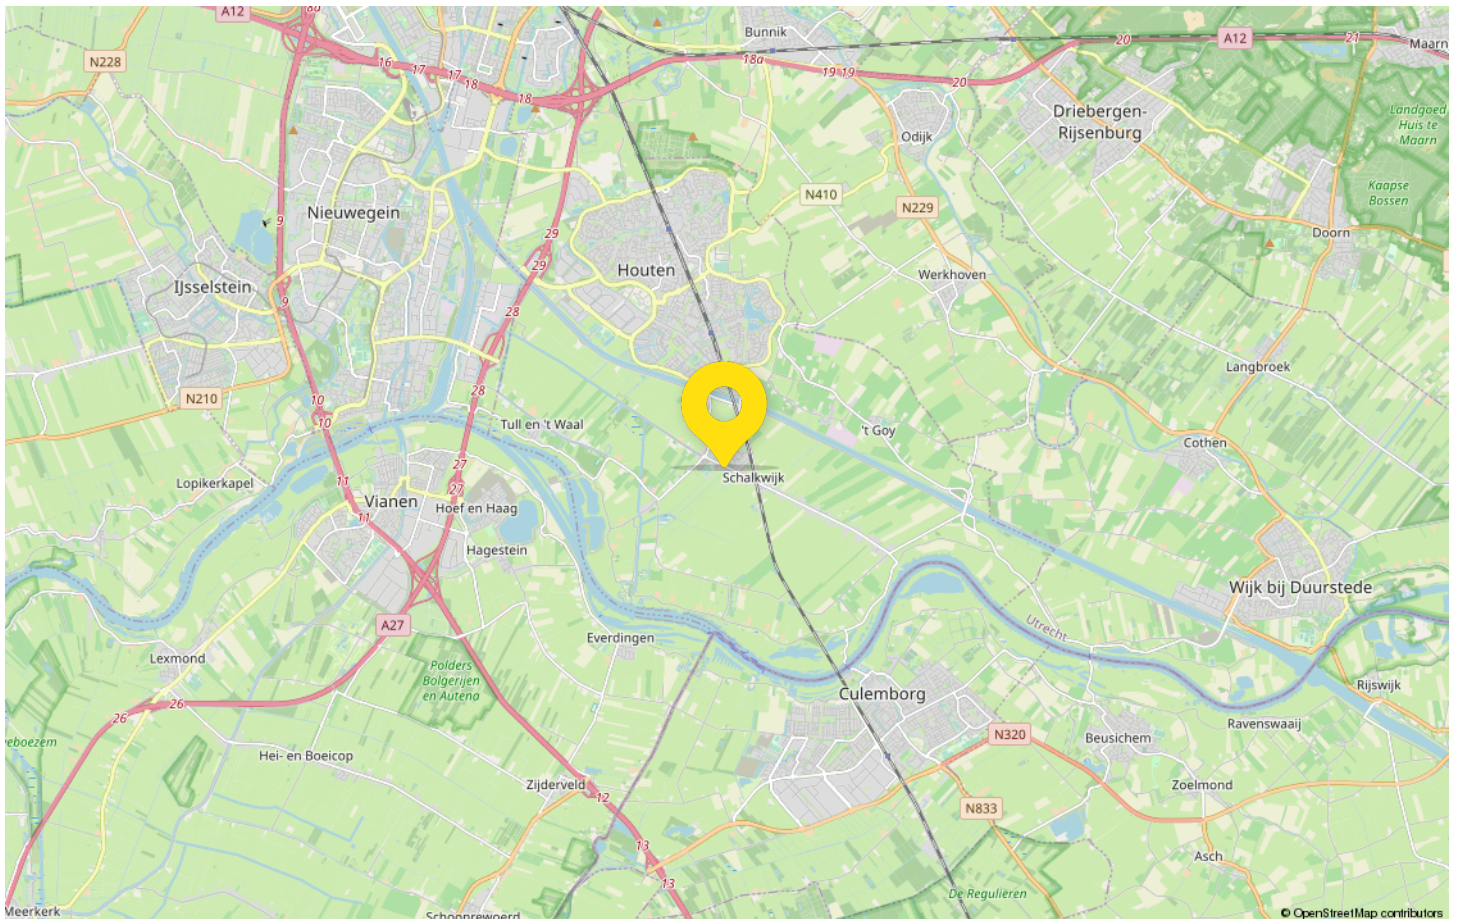 A12
8a
Bunnik
20
A12
21
Maarn
N228
16
17
17
18
18
18a
19
19
20
Driebergen-
Rijsenburg
Landgoed
Huis te
Maarn
Odijk
Kaapse
Bossen
N410
N229
Nieuwegein
9
29
Doorn
Houten
29
Werkhoven
IJsselstein
9
28
Langbroek
28
N210
10
10
Tull en 't Waal
't Goy
Cothen
27
Schalkwijk
Lopikerkapel
11
27
Vianen
Hoef en Haag
11
Hagestein
Wijk bij Duurstede
A27
Utrecht
Everdingen
Lexmond
Polders
Bolgerijen
en Autena
Rijswijk
Culemborg
26
26
Ravenswaaij
N320
Beusichem
eboezem
Hei- en Boeicop
Zijderveld
Zoelmond
12
N833
13
Asch
13
De Regulieren
Meerkerk
Schoonrewoerd
© OpenStreetMap contributors